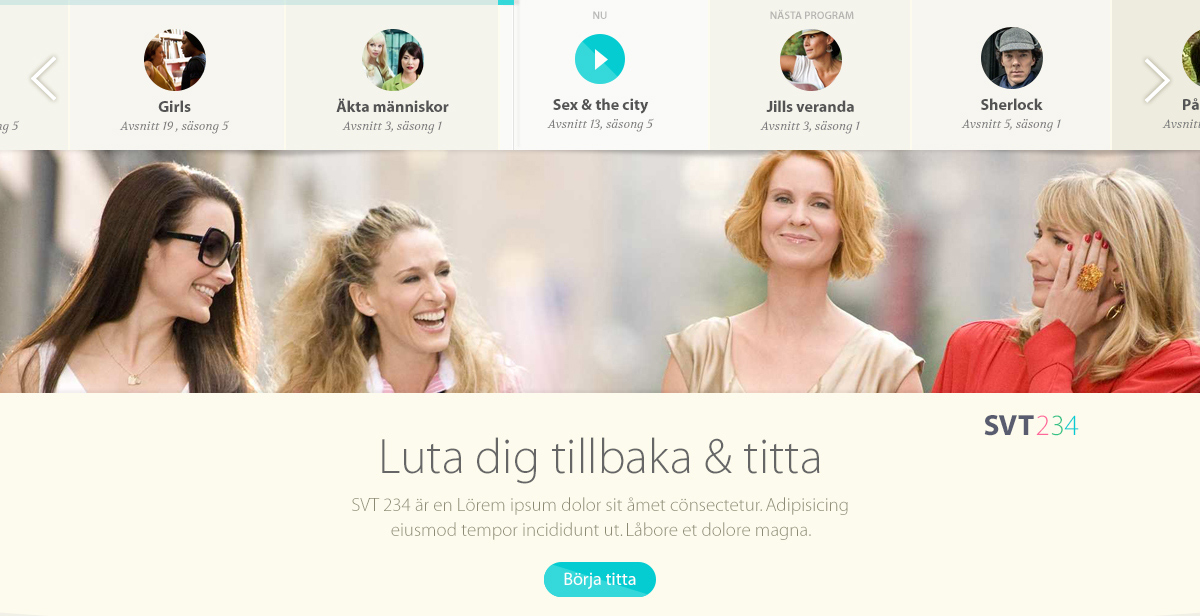 NU
NÄSTA PROGRAM
Girls
Äkta människor
Sex & the city
Jills veranda
Sherlock
På
ng 5
Avsnitt 19 , säsong 5
Avsnitt 3, säsong 1
Avsnitt 13, säsong 5
Avsnitt 3, säsong 1
Avsnitt 5, säsong 1
Avsnitt
SVT234
Luta dig tillbaka & titta
SVT 234 är en Lörem ipsum dolor sit åmet cönsectetur. Adipisicing
eiusmod tempor incididunt ut. Låbore et dolore magna.
Börja titta